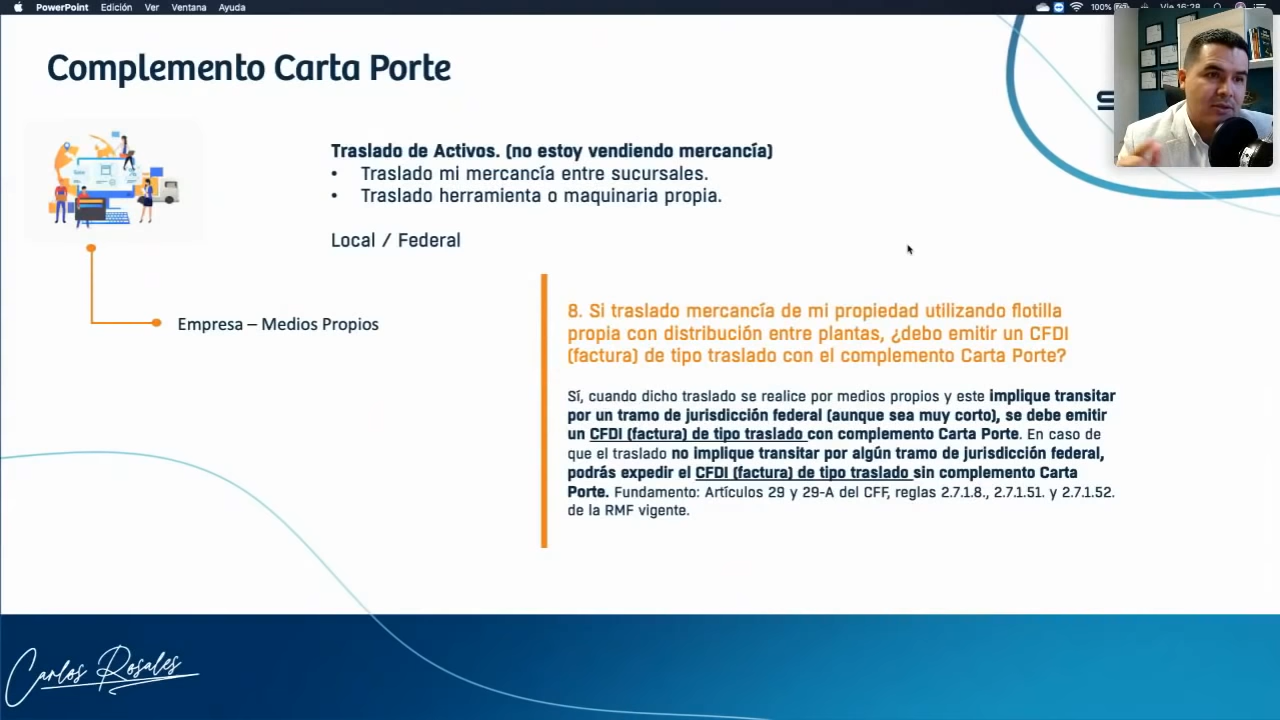 PowerPoint Edición Ver Ventana Ayuda
100%
Vie 16:28
Complemento Carta Porte
S
Traslado de Activos. (no estoy vendiendo mercancía)
• Traslado mi mercancía entre sucursales.
• Traslado herramienta o maquinaria propia.
Local / Federal
Empresa – Medios Propios
8. Si traslado mercancía de mi propiedad utilizando flotilla
propia con distribución entre plantas, ¿debo emitir un CFDI
(factura) de tipo traslado con el complemento Carta Porte?
Sí, cuando dicho traslado se realice por medios propios y este implique transitar
por un tramo de jurisdicción federal (aunque sea muy corto), se debe emitir
un CFDI (factura) de tipo traslado con complemento Carta Porte. En caso de
que el traslado no implique transitar por algún tramo de jurisdicción federal,
podrás expedir el CFDI (factura) de tipo traslado sin complemento Carta
Porte. Fundamento: Artículos 29 y 29-A del CFF, reglas 2.7.1.8., 2.7.1.51. y 2.7.1.52.
de la RMF vigente.
Carlos Rosales